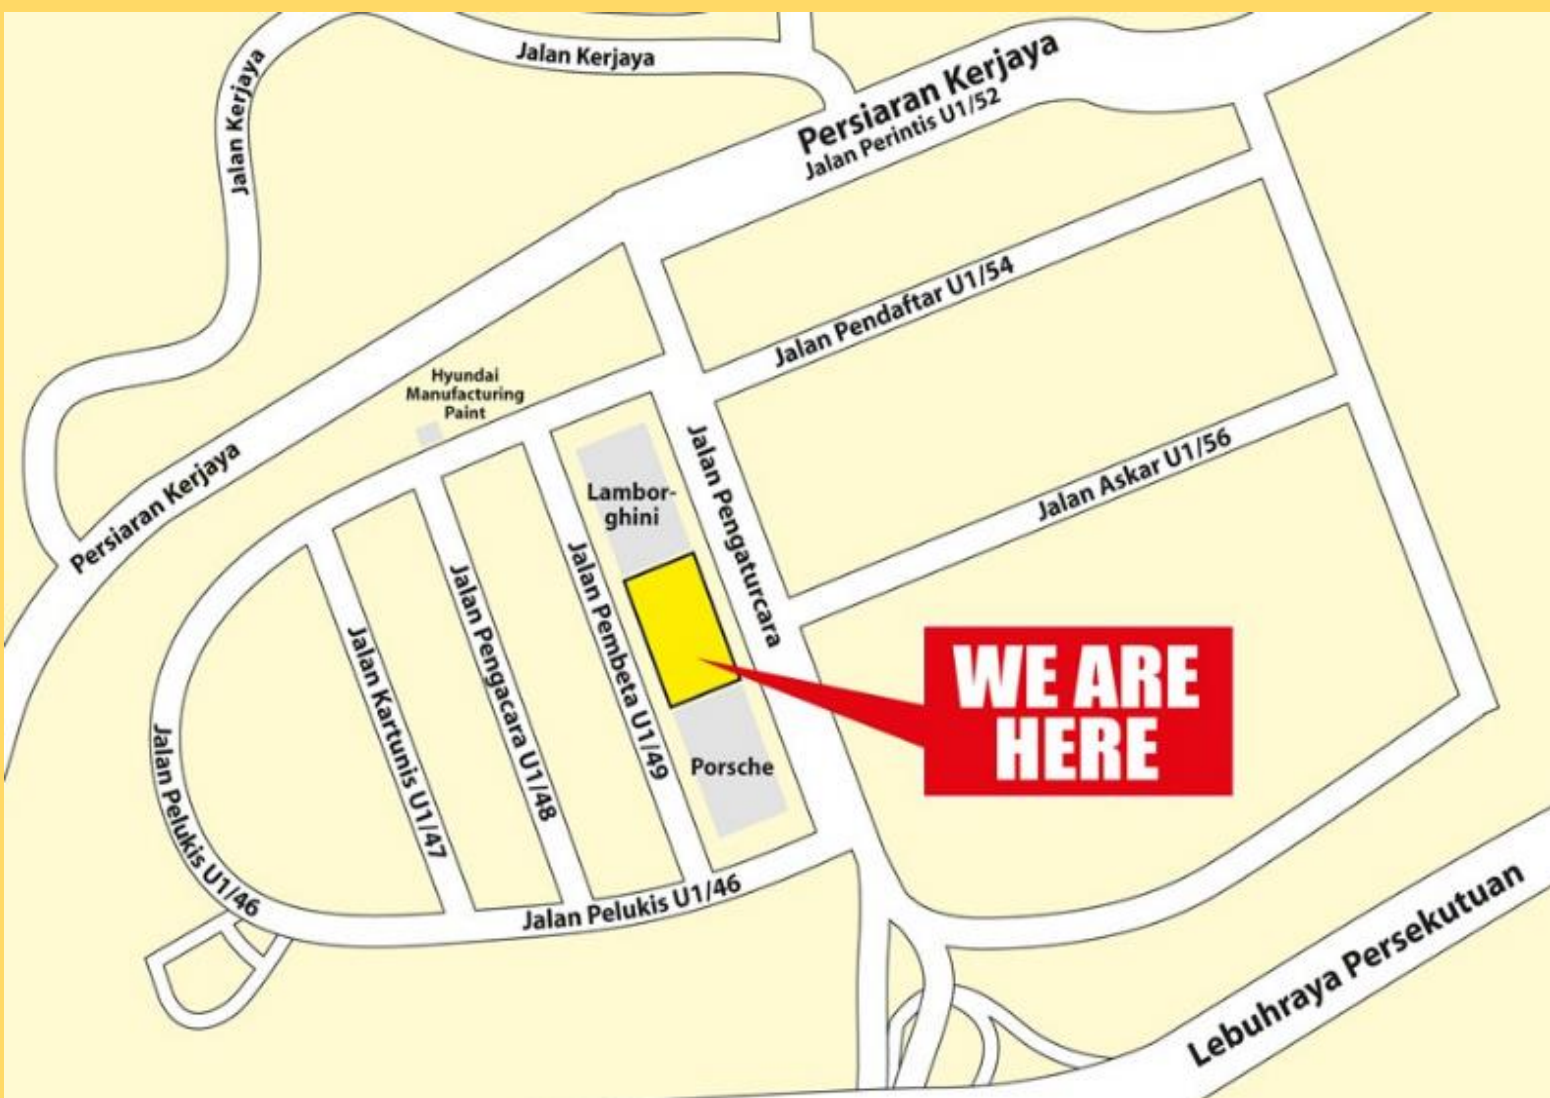 Jalan Kerjaya
Jalan Kerjaya
Persiaran Kerjaya
Jalan Perintis U1/52
Jalan Pendaftar U1/54
Hyundai
Manufacturing
Paint
Persiaran Kerjaya
Jalan Pengaturcara
Jalan Askar U1/56
Lambor-
ghini
Jalan Pembeta U1/49
Jalan Pengacara U1/48
Jalan Kartunis U1/47
WE ARE
HERE
Porsche
Jalan Pelukis U1/46
Jalan Pelukis U1/46
Lebuhraya Persekutuan